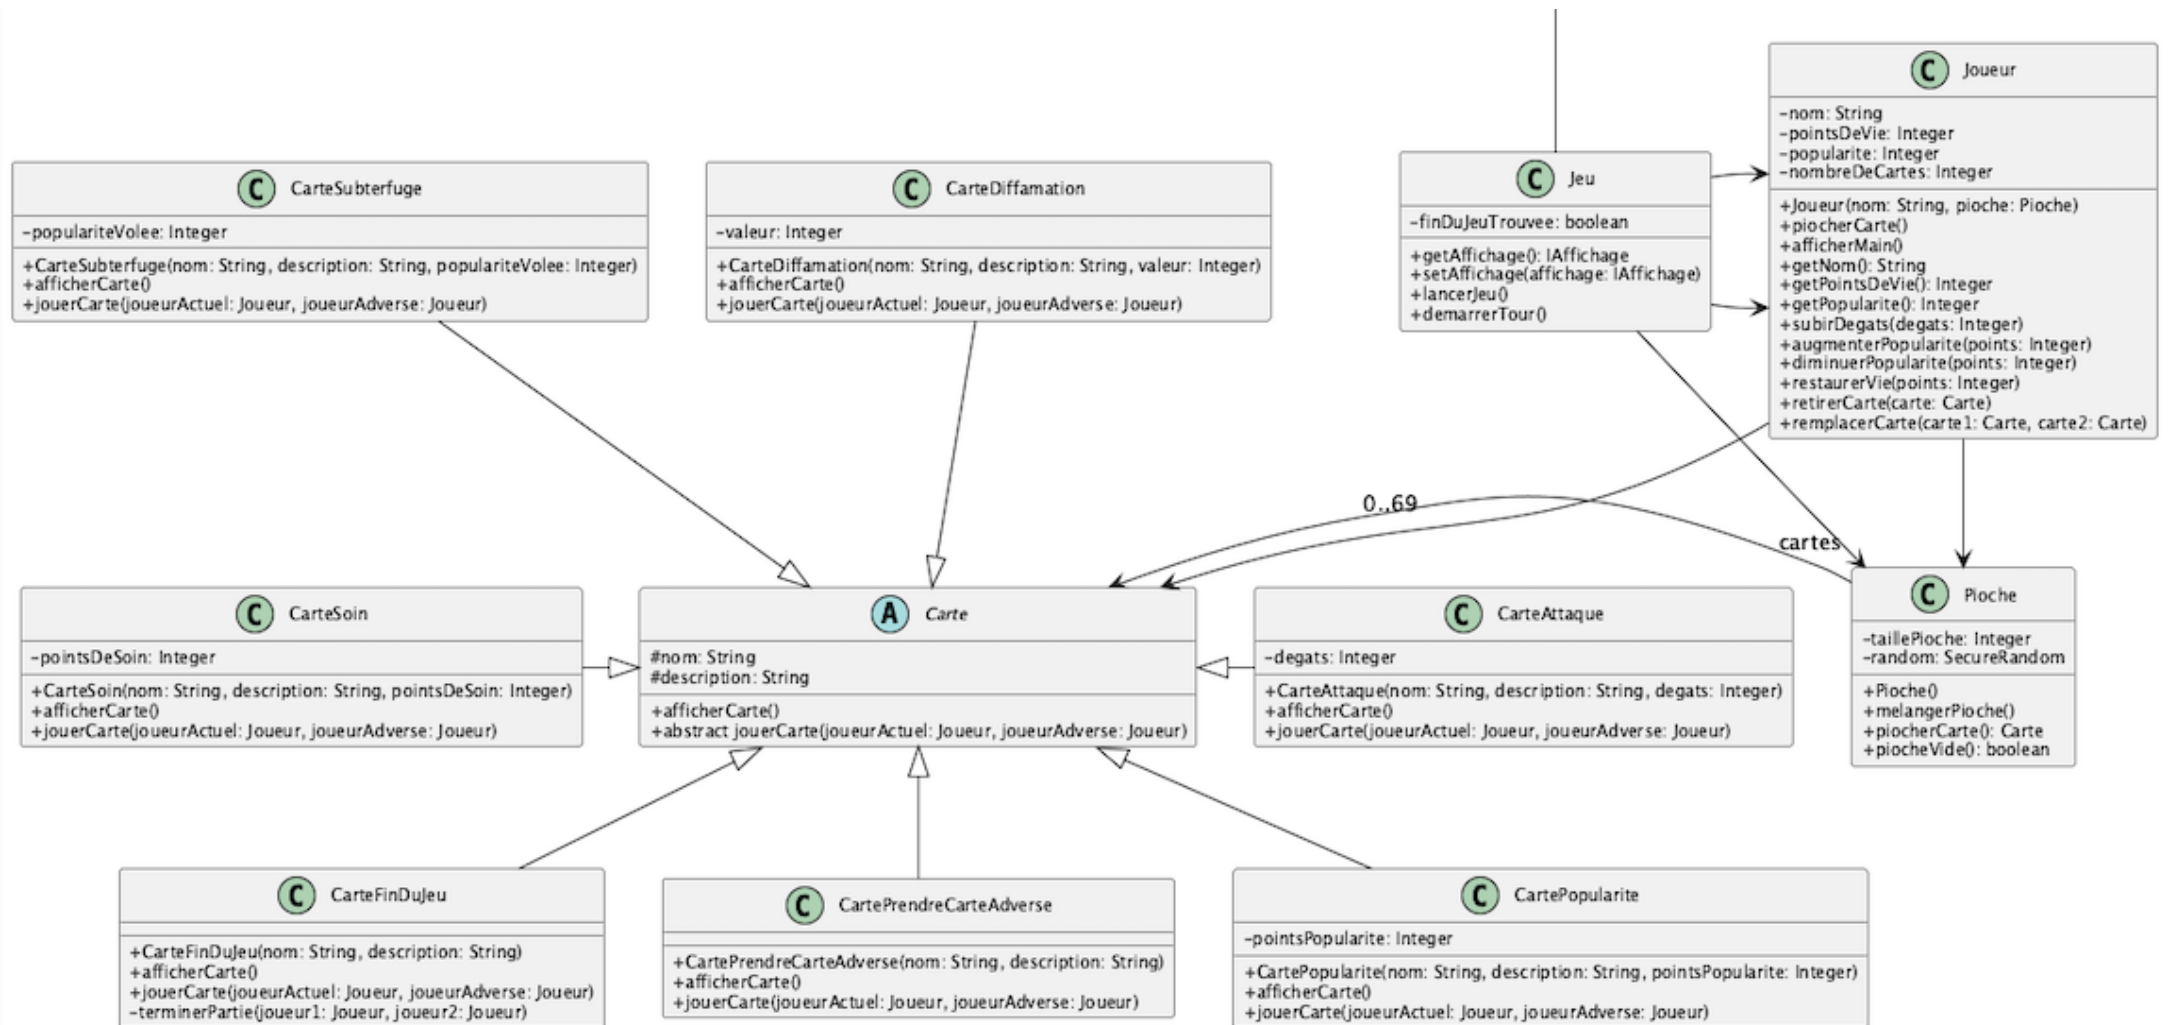 C Joueur
-nom: String
-pointsDeVie: Integer
-popularite: Integer
-nombreDeCartes: Integer
+Joueur(nom: String, pioche: Pioche)
+piocherCarte()
+afficherMain()
+getNom(): String
+getPointsDeVie(): Integer
+getPopularite(): Integer
+subirDegats(degats: Integer)
+augmenterPopularite(points: Integer)
+diminuerPopularite(points: Integer)
+restaurerVie(points: Integer)
+retirerCarte(carte: Carte)
+remplacerCarte(carte1: Carte, carte2: Carte)
C CarteSubterfuge
-populariteVolee: Integer
+CarteSubterfuge(nom: String, description: String, populariteVolee: Integer)
+afficherCarte()
+jouerCarte(joueurActuel: Joueur, joueurAdverse: Joueur)
C CarteDiffamation
-valeur: Integer
+CarteDiffamation(nom: String, description: String, valeur: Integer)
+afficherCarte()
+jouerCarte(joueurActuel: Joueur, joueurAdverse: Joueur)
C Jeu
-finDuJeuTrouvee: boolean
+getAffichage(): IAffichage
+setAffichage(affichage: IAffichage)
+lancerJeu()
+demarrerTour()
0..69
cartes
C CarteSoin
-pointsDeSoin: Integer
+CarteSoin(nom: String, description: String, pointsDeSoin: Integer)
+afficherCarte()
+jouerCarte(joueurActuel: Joueur, joueurAdverse: Joueur)
A Carte
#nom: String
#description: String
+afficherCarte()
+abstract jouerCarte(joueurActuel: Joueur, joueurAdverse: Joueur)
C CarteAttaque
-degats: Integer
+CarteAttaque(nom: String, description: String, degats: Integer)
+afficherCarte()
+jouerCarte(joueurActuel: Joueur, joueurAdverse: Joueur)
C Pioche
-taillePioche: Integer
-random: SecureRandom
+Pioche()
+melangerPioche()
+piocherCarte(): Carte
+piocheVide(): boolean
C CarteFinDuJeu
+CarteFinDuJeu(nom: String, description: String)
+afficherCarte()
+jouerCarte(joueurActuel: Joueur, joueurAdverse: Joueur)
-terminerPartie(joueur1: Joueur, joueur2: Joueur)
C CartePrendreCarteAdverse
+CartePrendreCarteAdverse(nom: String, description: String)
+afficherCarte()
+jouerCarte(joueurActuel: Joueur, joueurAdverse: Joueur)
C CartePopularite
-pointsPopularite: Integer
+CartePopularite(nom: String, description: String, pointsPopularite: Integer)
+afficherCarte()
+jouerCarte(joueurActuel: Joueur, joueurAdverse: Joueur)